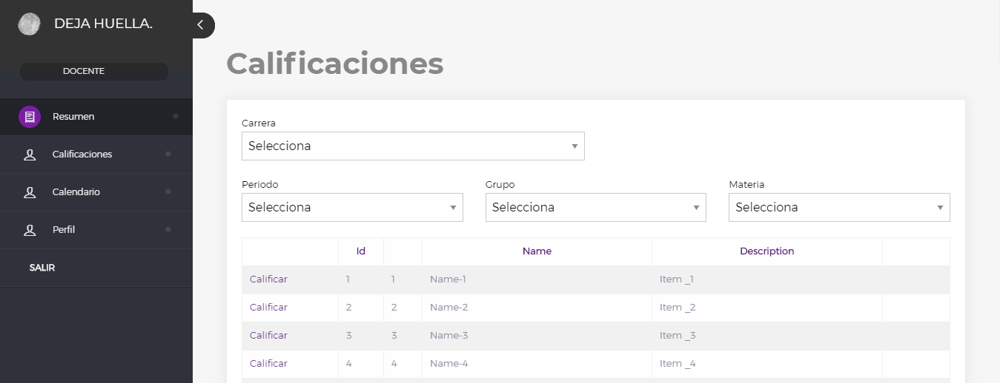 DEJA HUELLA.
DOCENTE
Resumen
Calificaciones
Calendario
Perfil
SALIR
Calificaciones
Carrera
Selecciona
Periodo Grupo Materia
Selecciona Selecciona Selecciona
Id Name Description
Calificar 1 1 Name-1 Item _1
Calificar 2 2 Name-2 Item _2
Calificar 3 3 Name-3 Item _3
Calificar 4 4 Name-4 Item _4